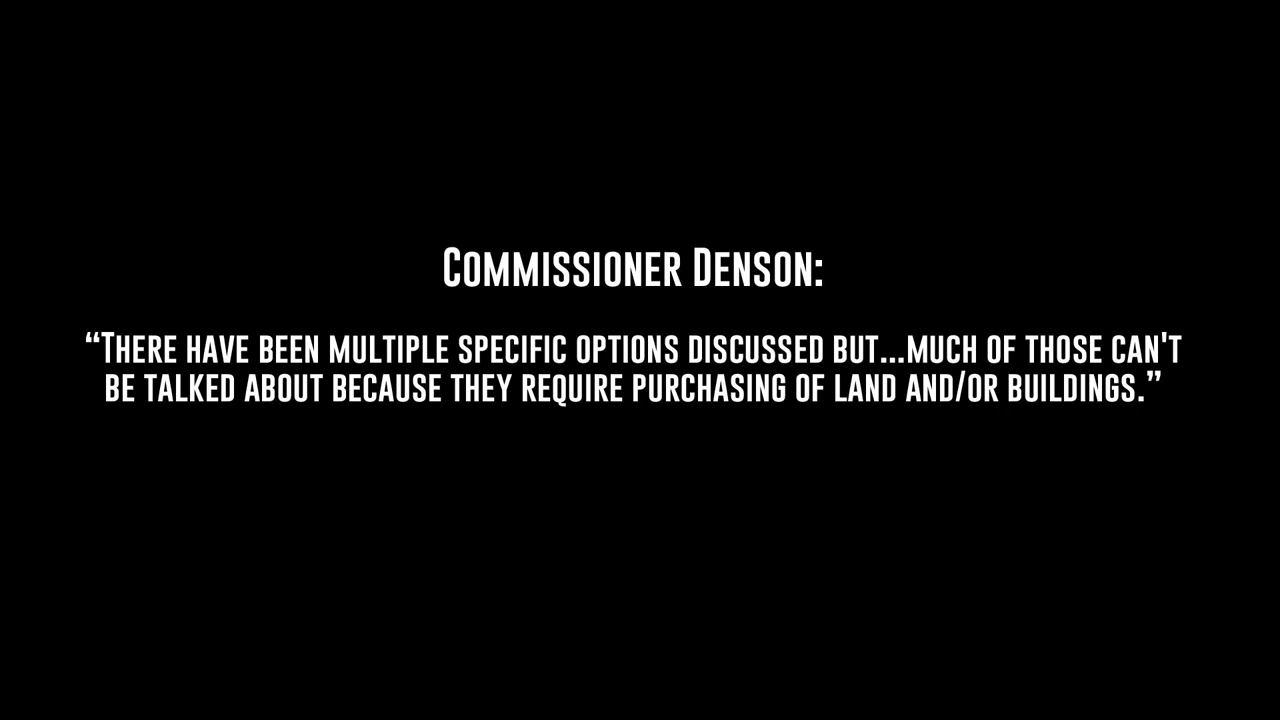 Commissioner Denson:
“There have been multiple specific options discussed but...much of those can't
be talked about because they require purchasing of land and/or buildings.”